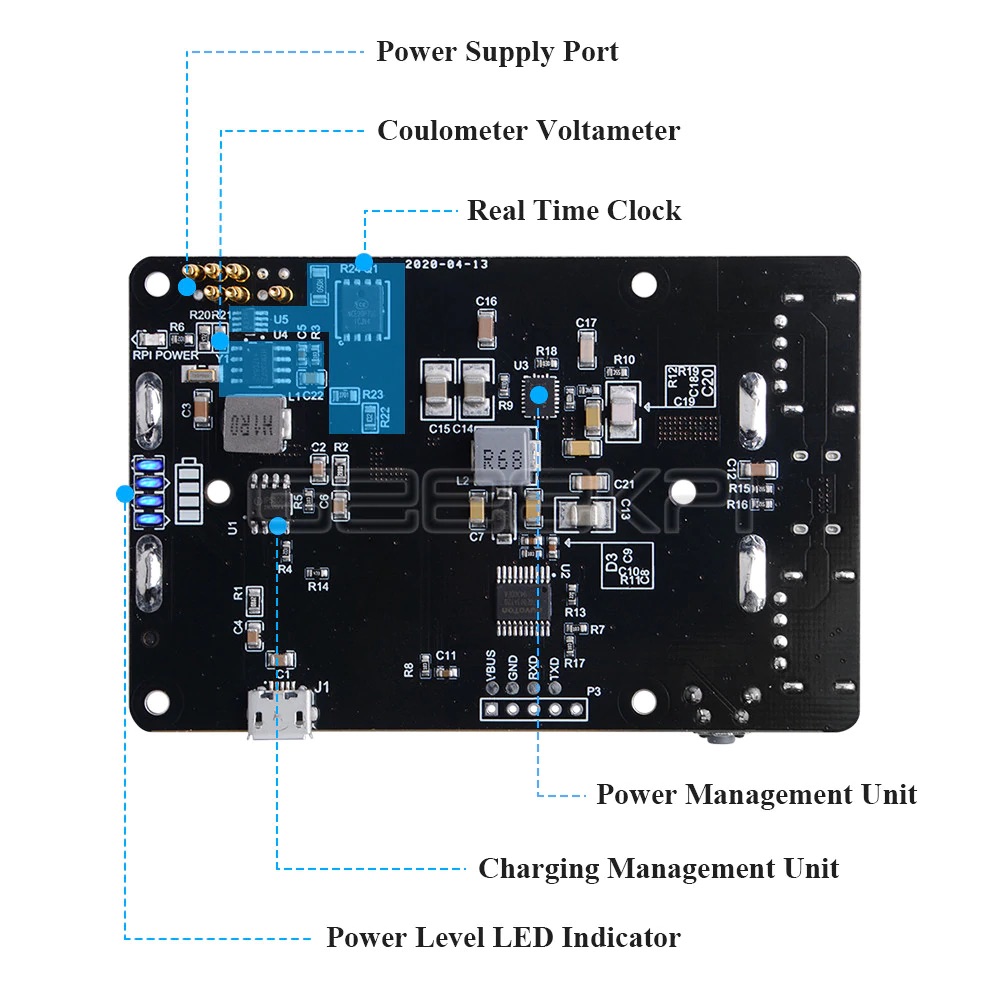 Power Supply Port
Coulometer Voltameter
Real Time Clock
R24
2020-04-13
C16
C17
R20
R21
U5
R6
U4
C5
R3
RPI POWER
Y1
U3
R18
R10
R12
R19
C18
C20
C19
R9
L1
C22
R23
R22
C3
C15
C14
C2
R2
R68
L2
GEEEKPI
C12
R15
R16
C21
C13
R5
C6
U1
C7
R4
R14
U2
D3
C9
C10
R11
C8
R1
C4
R13
R7
R17
R8
C11
VBUS
GND
RXD
TXD
P3
C1
J1
Power Management Unit
Charging Management Unit
Power Level LED Indicator